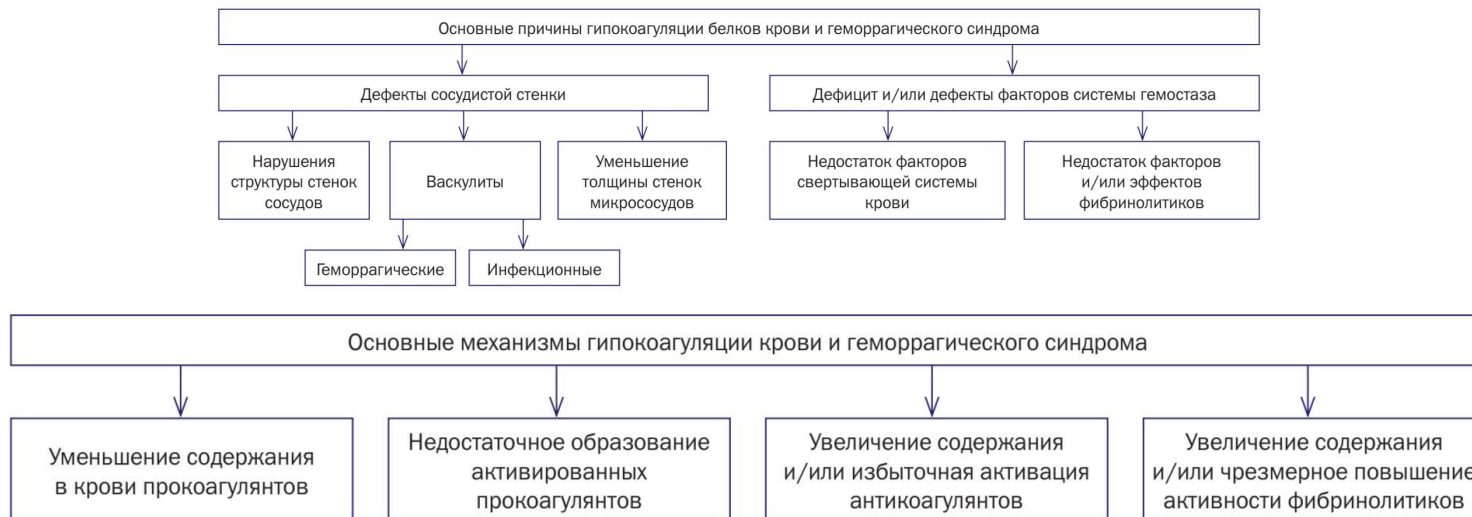 Основные причины гипокоагуляции белков крови и геморрагического синдрома
Дефекты сосудистой стенки
Дефицит и/или дефекты факторов системы гемостаза
Нарушения
структуры стенок
сосудов
Васкулиты
Уменьшение
толщины стенок
микрососудов
Недостаток факторов
свертывающей системы
крови
Недостаток факторов
и/или эффектов
фибринолитиков
Геморрагические
Инфекционные
Основные механизмы гипокоагуляции крови и геморрагического синдрома
Уменьшение содержания
в крови прокоагулянтов
Недостаточное образование
активированных
прокоагулянтов
Увеличение содержания
и/или избыточная активация
антикоагулянтов
Увеличение содержания
и/или чрезмерное повышение
активности фибринолитиков